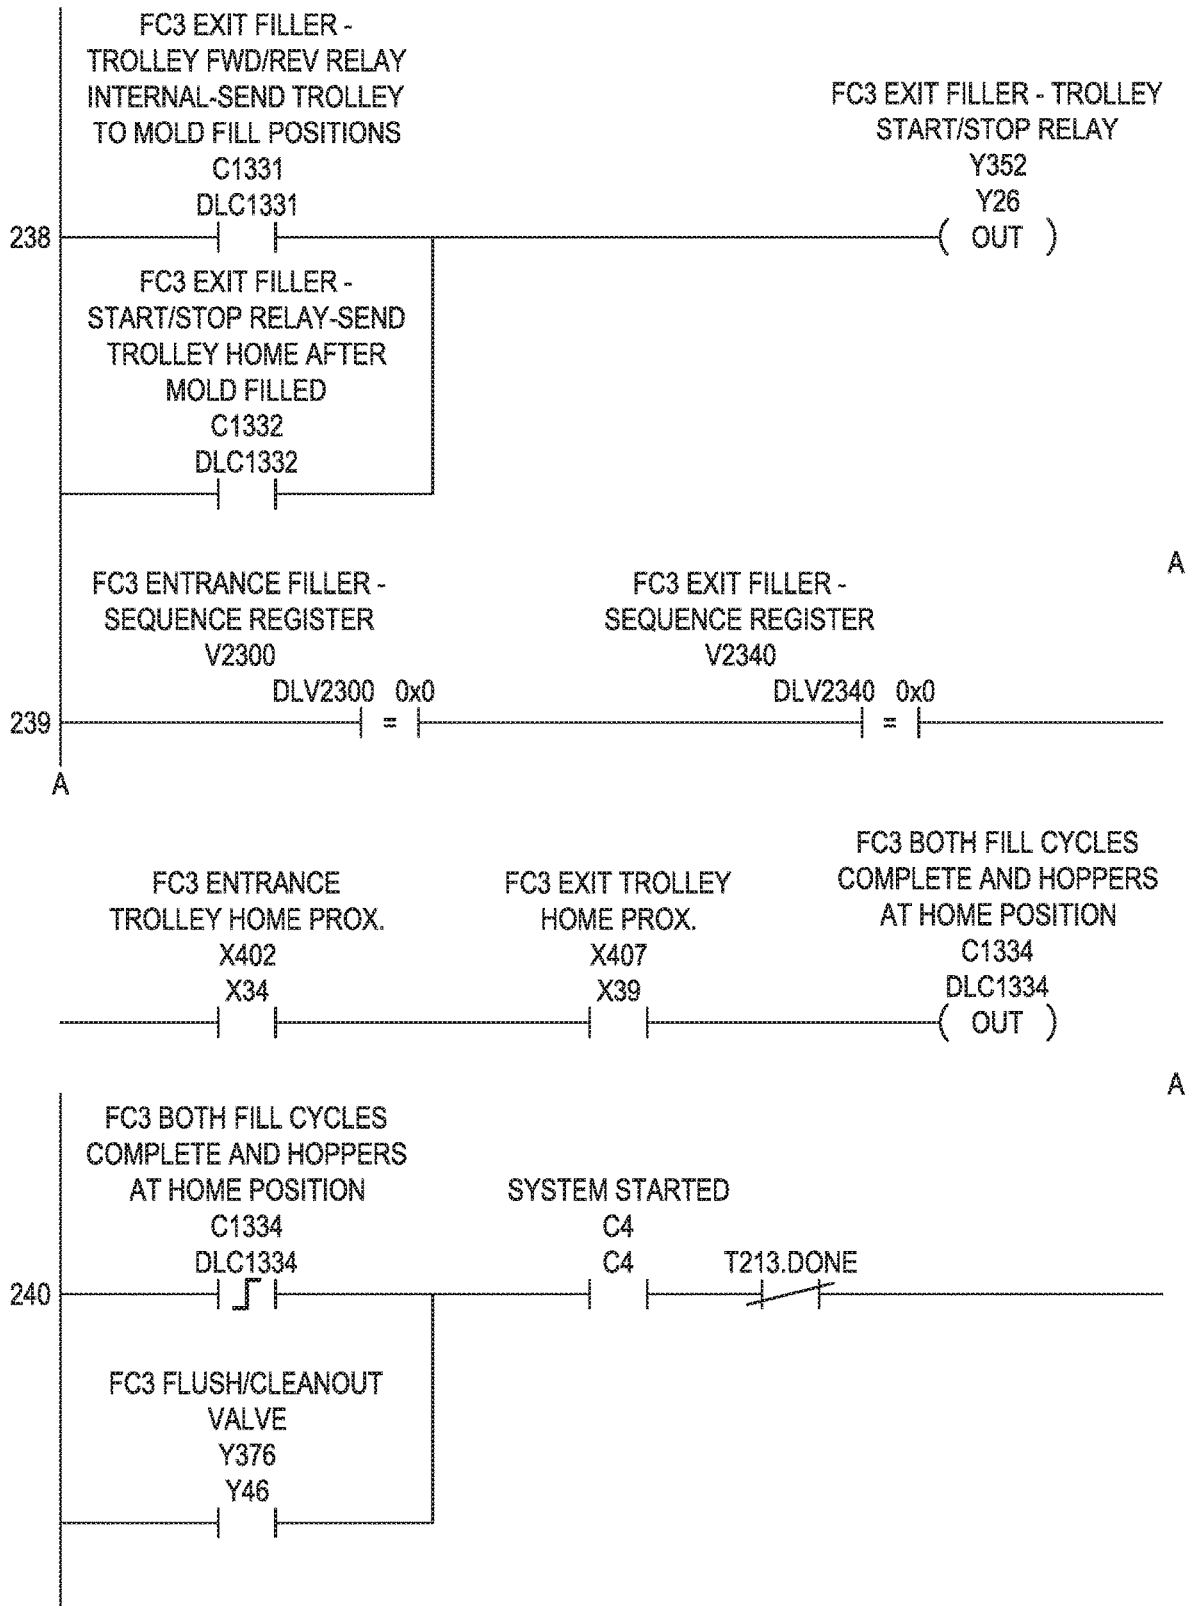 FC3 EXIT FILLER -
TROLLEY FWD/REV RELAY
INTERNAL-SEND TROLLEY
TO MOLD FILL POSITIONS
C1331
DLC1331
FC3 EXIT FILLER - TROLLEY
START/STOP RELAY
Y352
Y26
238
( OUT )
FC3 EXIT FILLER -
START/STOP RELAY-SEND
TROLLEY HOME AFTER
MOLD FILLED
C1332
DLC1332
A
FC3 ENTRANCE FILLER -
SEQUENCE REGISTER
V2300
DLV2300 0x0
FC3 EXIT FILLER -
SEQUENCE REGISTER
V2340
DLV2340 0x0
239
=
=
A
FC3 ENTRANCE
TROLLEY HOME PROX.
X402
X34
FC3 EXIT TROLLEY
HOME PROX.
X407
X39
FC3 BOTH FILL CYCLES
COMPLETE AND HOPPERS
AT HOME POSITION
C1334
DLC1334
( OUT )
A
FC3 BOTH FILL CYCLES
COMPLETE AND HOPPERS
AT HOME POSITION
C1334
DLC1334
SYSTEM STARTED
C4
C4
T213.DONE
240
FC3 FLUSH/CLEANOUT
VALVE
Y376
Y46